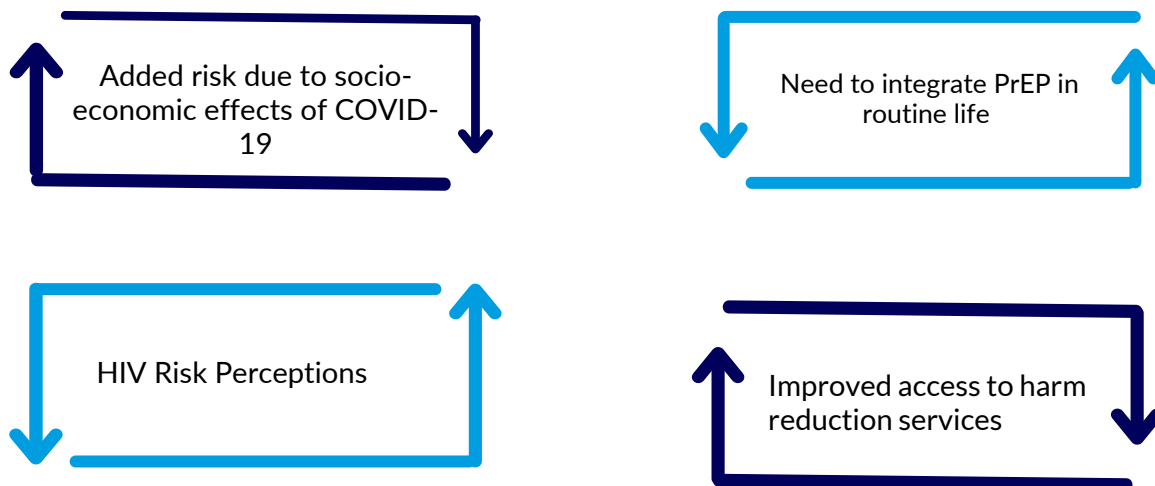 Added risk due to socio-
economic effects of COVID-
19
Need to integrate PrEP in
routine life
HIV Risk Perceptions
Improved access to harm
reduction services